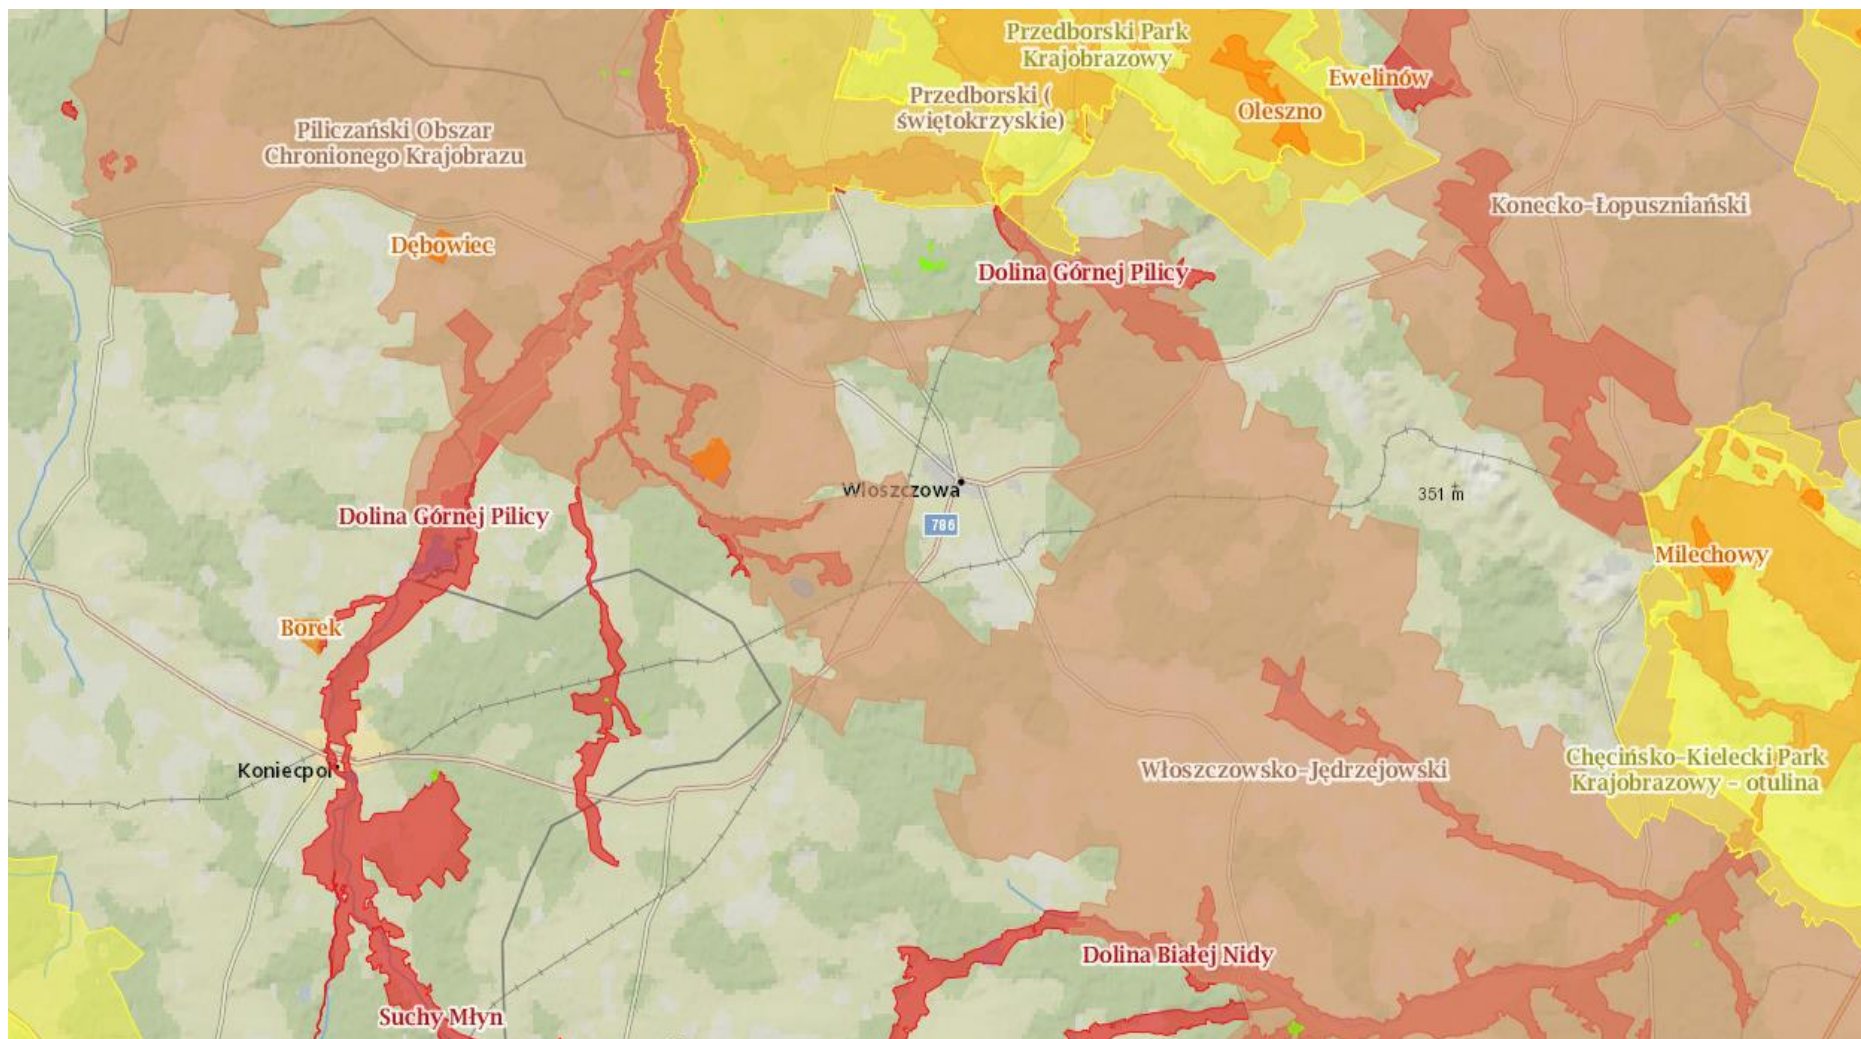 Przedborski Park
Krajobrazowy
Ewelinów
Przedborski (
świętokrzyskie)
Oleszno
Piliczański Obszar
Chronionego Krajobrazu
Konecko-Łopuszniański
Dębowiec
Dolina Górnej Pilicy
Włoszczowa
351 m
Dolina Górnej Pilicy
786
Milechowy
Borek
Koniecpol
Włoszczowsko-Jędrzejowski
Chęcińsko-Kielecki Park
Krajobrazowy - otulina
Dolina Białej Nidy
Suchy Młyn